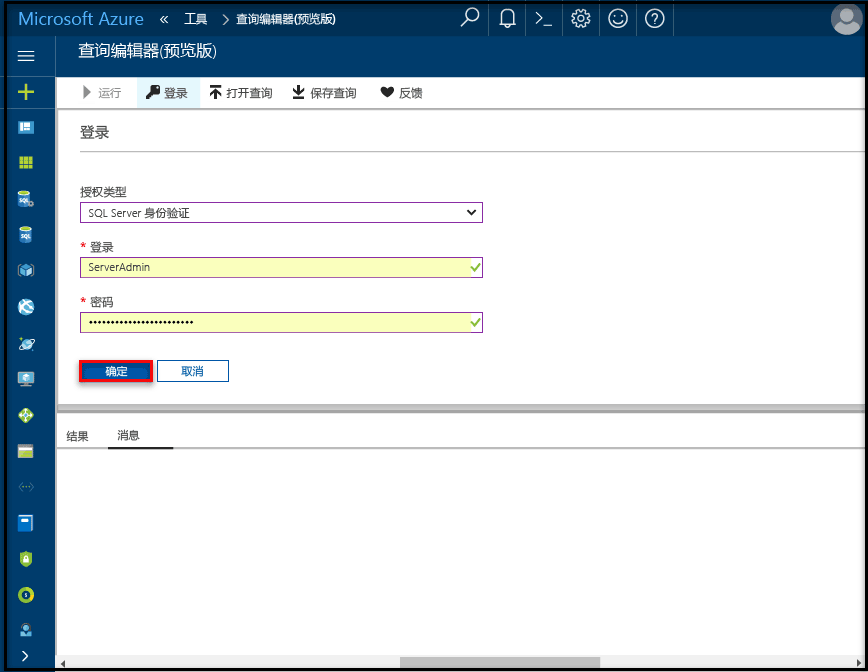 Microsoft Azure « 工具 > 查询编辑器(预览版)
查询编辑器(预览版)
运行 登录 打开查询 保存查询 反馈
登录
授权类型
SQL Server 身份验证
* 登录
ServerAdmin
* 密码
确定 取消
结果 消息